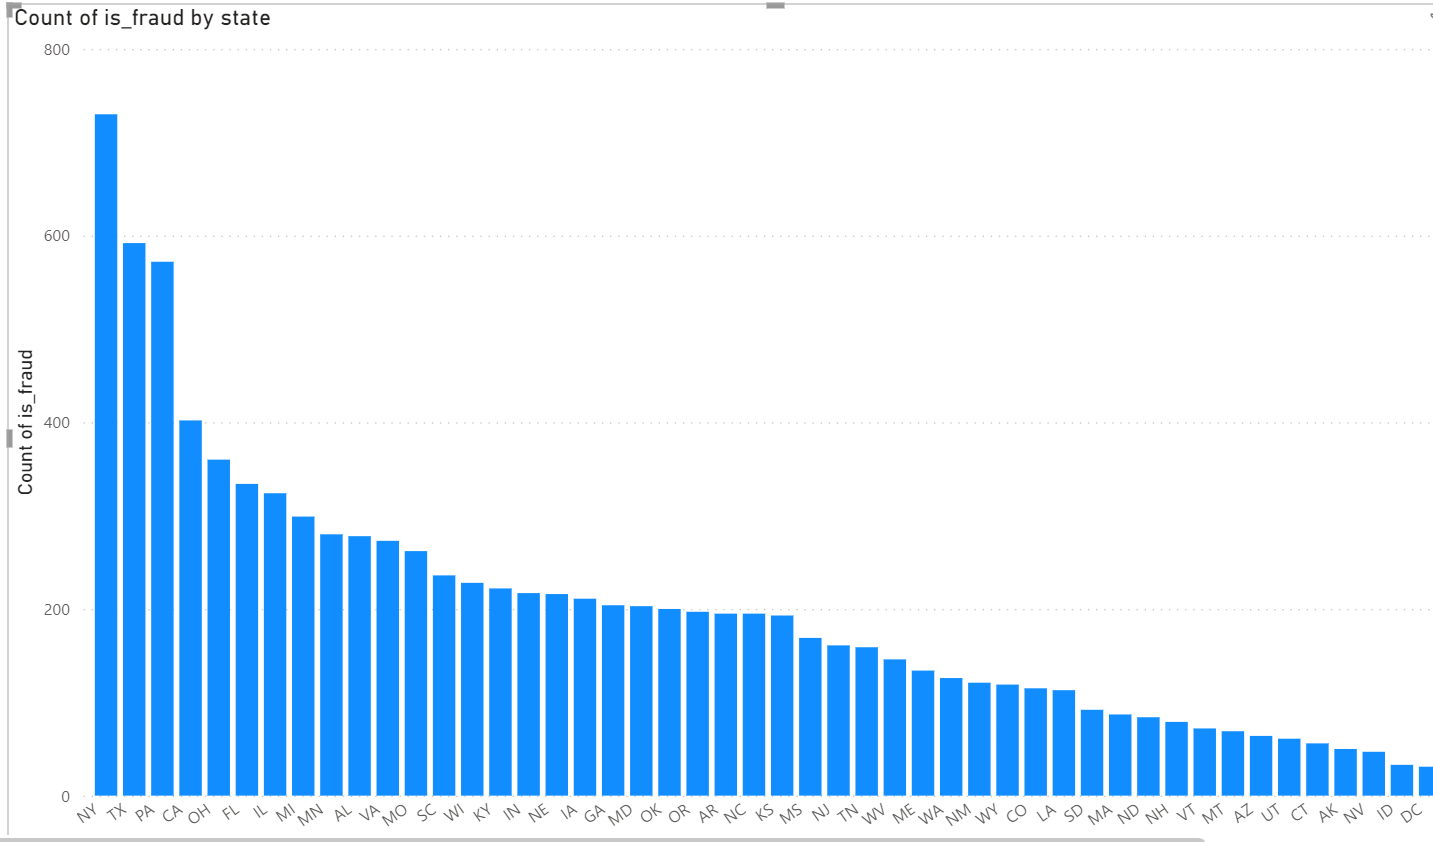 Count of is_fraud by state
800
600
400
200
0
Count of is_fraud
NY TX PA CA OH FL IL MI MN AL VA MO SC WI KY IN NE IA GA MD OK OR AR NC KS MS NJ TN WV ME WA NM WY CO LA SD MA ND NH VT MT AZ UT CT AK NV ID DC